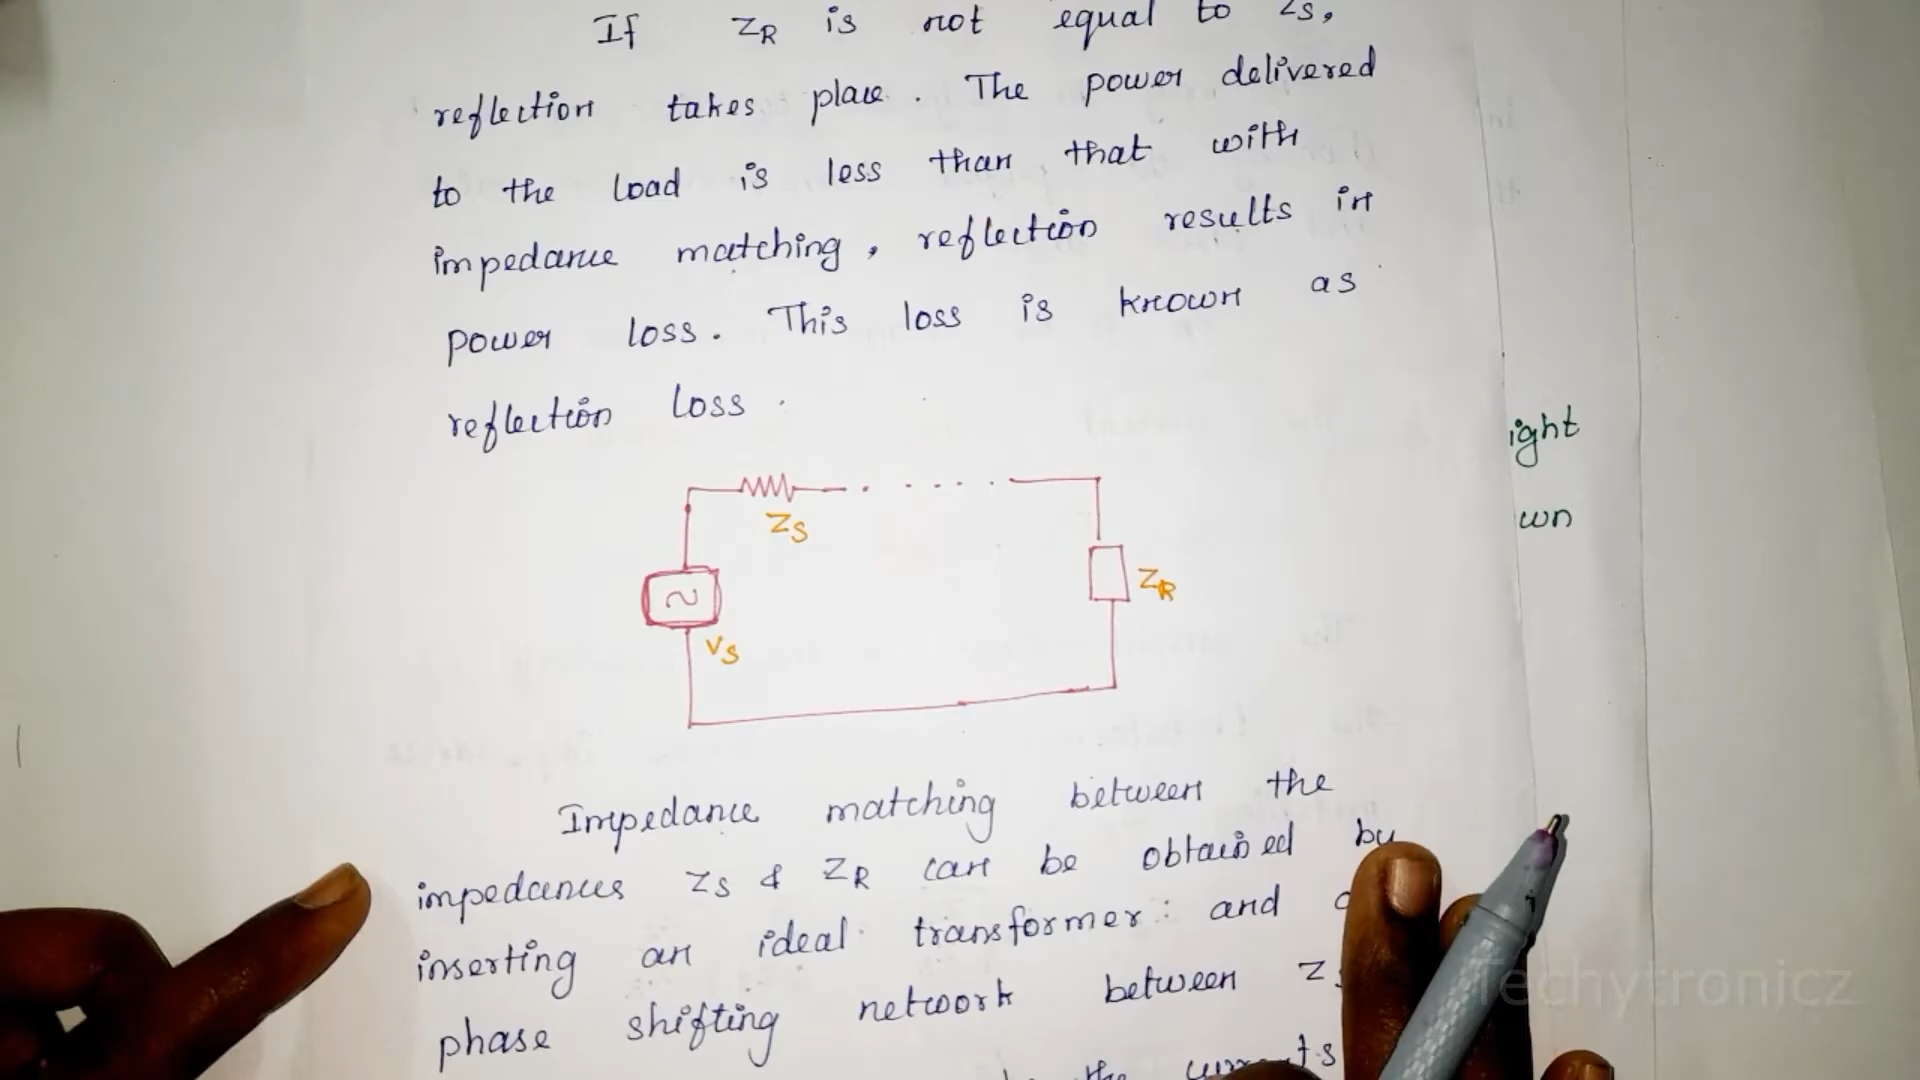 If ZR is not equal to ZS,
reflection takes place. The power delivered
to the load is less than that with
impedance matching, reflection results in
power loss. This loss is known as
reflection loss.
ight
wn
ZS
ZR
VS
Impedance matching between the
impedances ZS & ZR can be obtained by
inserting an ideal transformer and
phase shifting network between
the currents
Techytronicz